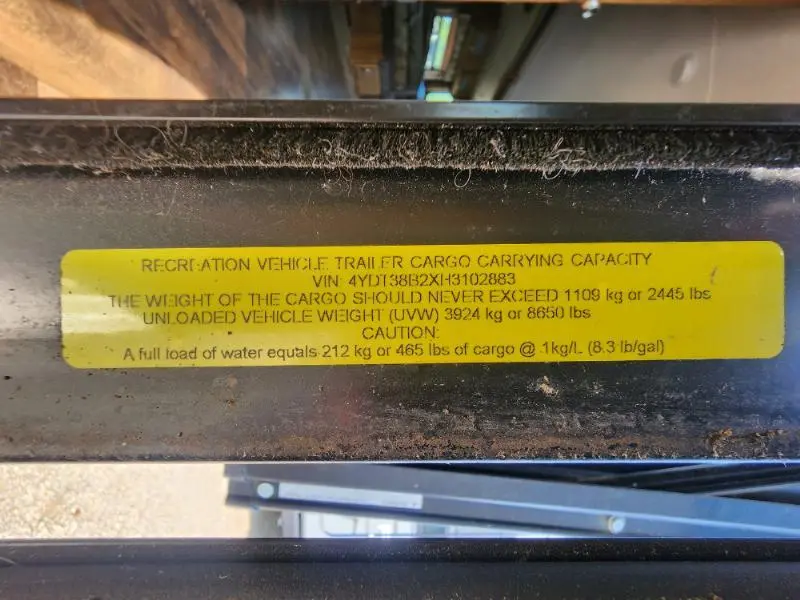 RECREATION VEHICLE TRAILER CARGO CARRYING CAPACITY
VIN: 4YDT38B2XH3102883
THE WEIGHT OF THE CARGO SHOULD NEVER EXCEED 1109 kg or 2445 lbs
UNLOADED VEHICLE WEIGHT (UVW) 3924 kg or 8650 lbs
CAUTION:
A full load of water equals 212 kg or 465 lbs of cargo @ 1kg/L (8.3 lb/gal)